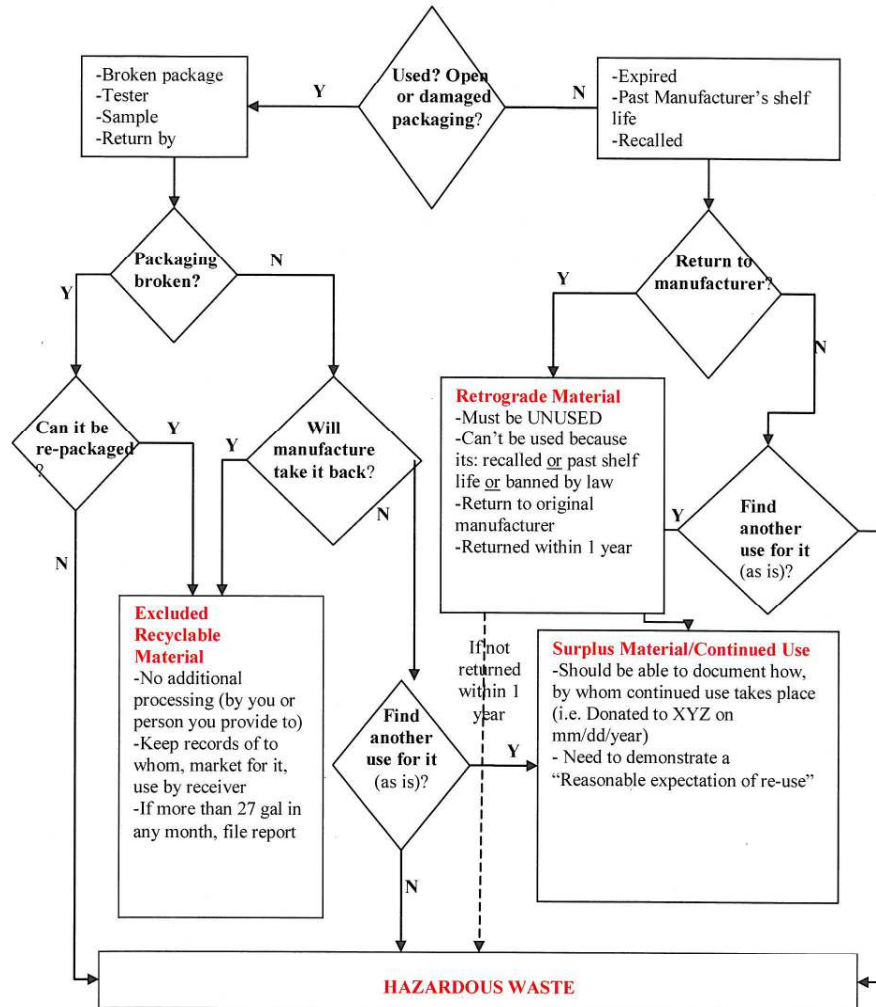 -Broken package
-Tester
-Sample
-Return by
Y
Used? Open
or damaged
packaging?
N
-Expired
-Past Manufacturer's shelf
life
-Recalled
Packaging
broken?
Y
N
Return to
manufacturer?
Y
N
Can it be
re-packaged
?
Y
N
Will
manufacture
take it back?
Y
N
Retrograde Material
-Must be UNUSED
-Can't be used because
its: recalled or past shelf
life or banned by law
-Return to original
manufacturer
-Returned within 1 year
Y
Find
another
use for it
(as is)?
Excluded
Recyclable
Material
-No additional
processing (by you or
person you provide to)
-Keep records of to
whom, market for it,
use by receiver
-If more than 27 gal in
any month, file report
If not
returned
within 1
year
Find
another
use for it
(as is)?
Y
N
Surplus Material/Continued Use
-Should be able to document how,
by whom continued use takes place
(i.e. Donated to XYZ on
mm/dd/year)
- Need to demonstrate a
“Reasonable expectation of re-use”
HAZARDOUS WASTE